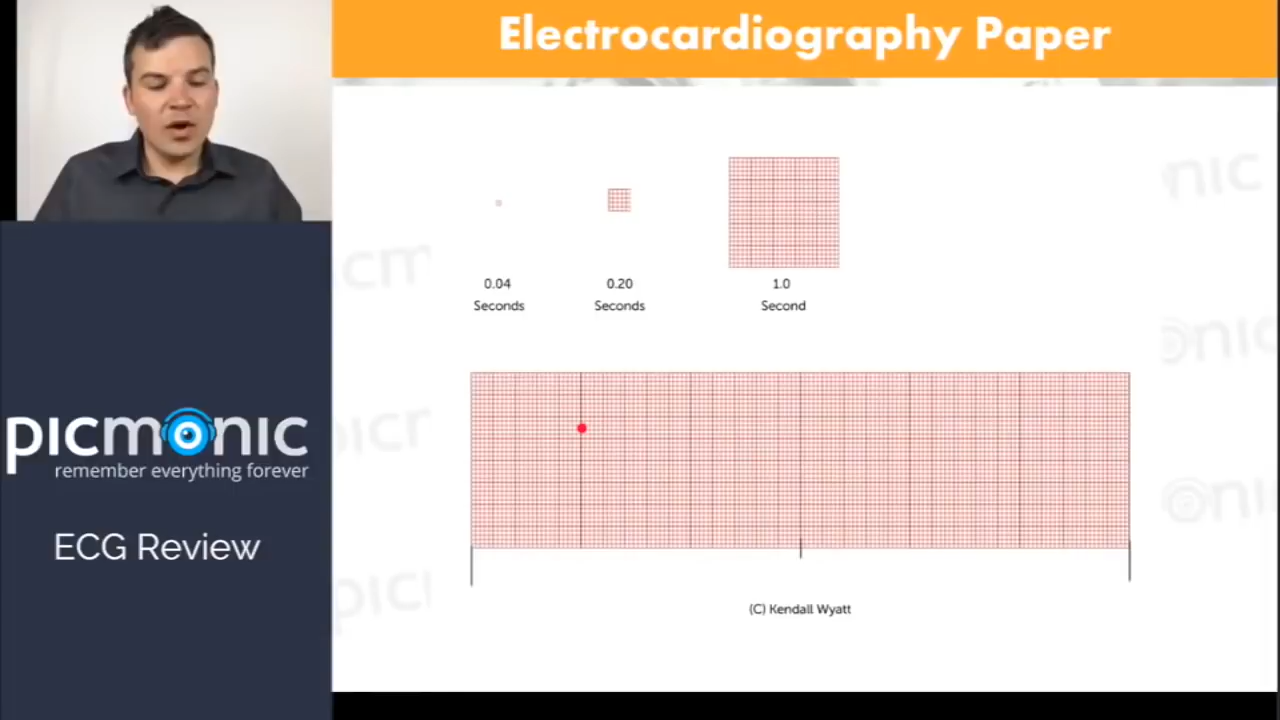 Electrocardiography Paper
0.04
Seconds
0.20
Seconds
1.0
Second
(C) Kendall Wyatt
picmonic
remember everything forever
ECG Review